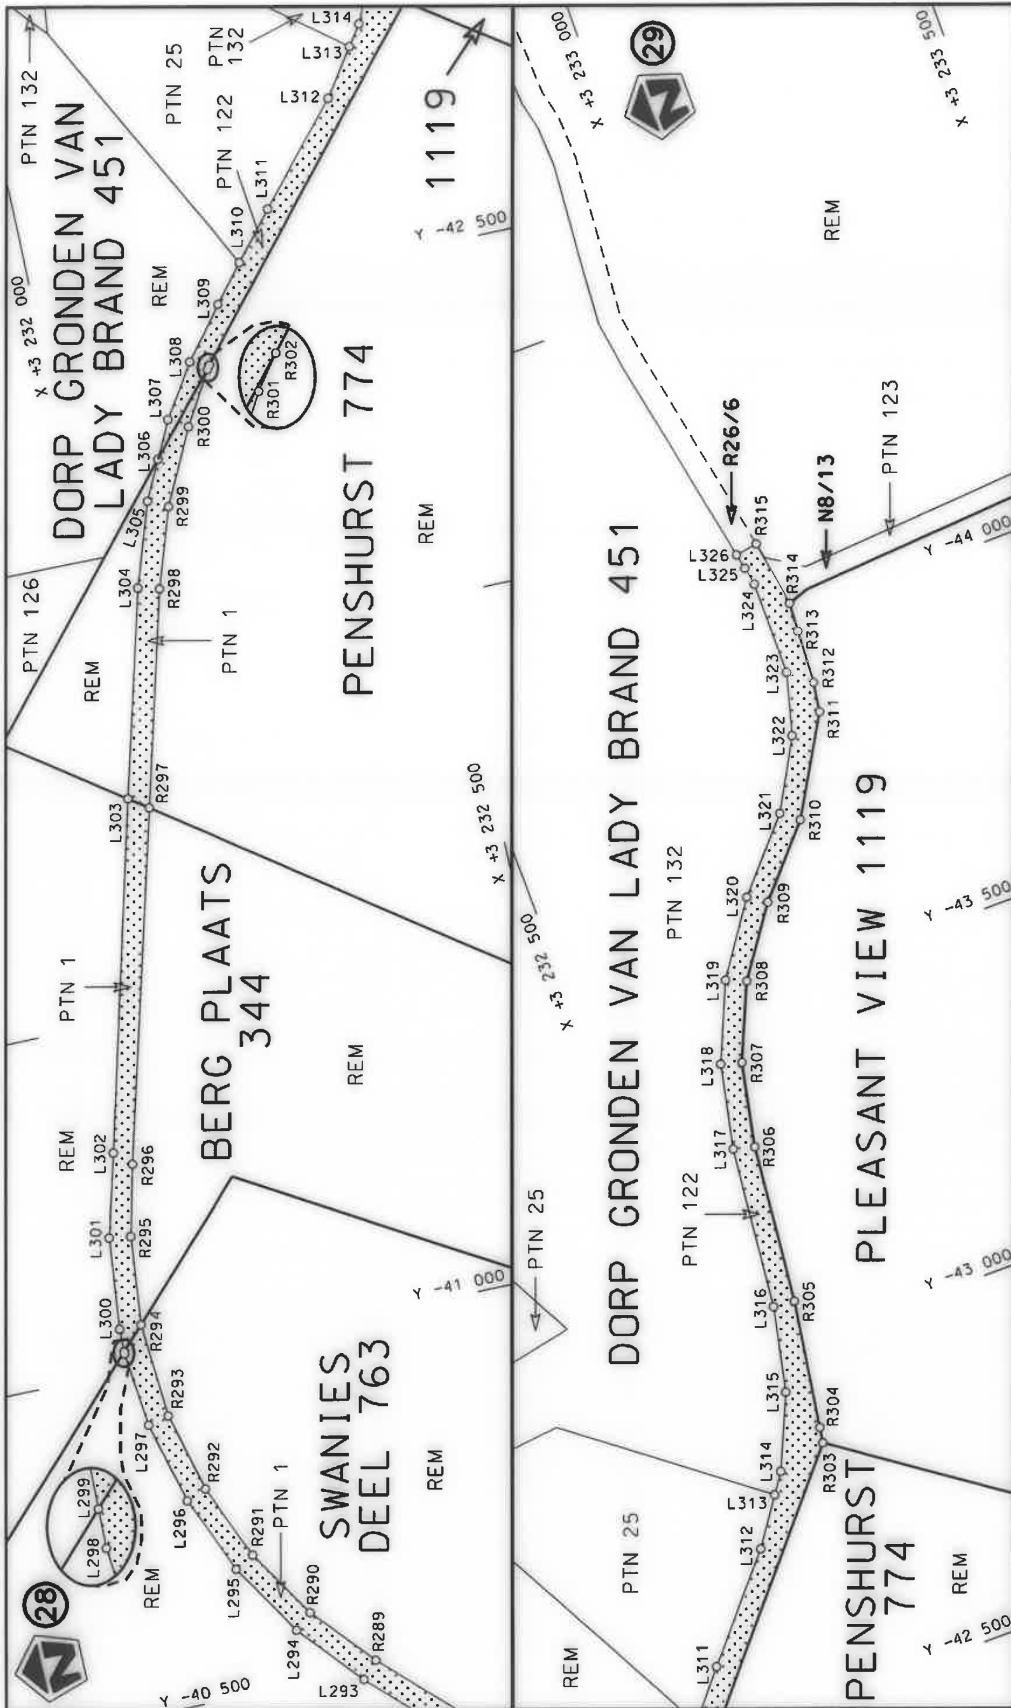 28
L298
L299
REM
Y -40 500
L293
L294
L295
L296
L297
L300
L301
L302
L303
L304
L305
L306
L307
L308
L309
L310
L311
L312
L313
L314
R289
R290
R291
R292
R293
R294
R295
R296
R297
R298
R299
R300
R301
R302
PTN 1
SWANIES
DEEL 763
REM
Y -41 000
REM
PTN 1
BERG PLAATS
344
REM
X +3 232 500
REM
PTN 126
PTN 1
PENSHURST 774
REM
DORP GRONDEN VAN
LADY BRAND 451
X +3 232 000
REM
PTN 132
PTN 25
PTN
132
PTN 122
Y -42 500
1119
29
REM
PTN 25
L311
L312
L313
L314
L315
L316
L317
L318
L319
L320
L321
L322
L323
L324
L325
L326
R303
R304
R305
R306
R307
R308
R309
R310
R311
R312
R313
R314
R315
PENSHURST
774
REM
Y -42 500
PTN 25
PTN 122
Y -43 000
X +3 232 500
DORP GRONDEN VAN LADY BRAND 451
PTN 132
PLEASANT VIEW 1119
Y -43 500
Y -44 000
R26/6
N8/13
PTN 123
REM
X +3 233 000
X +3 233 500